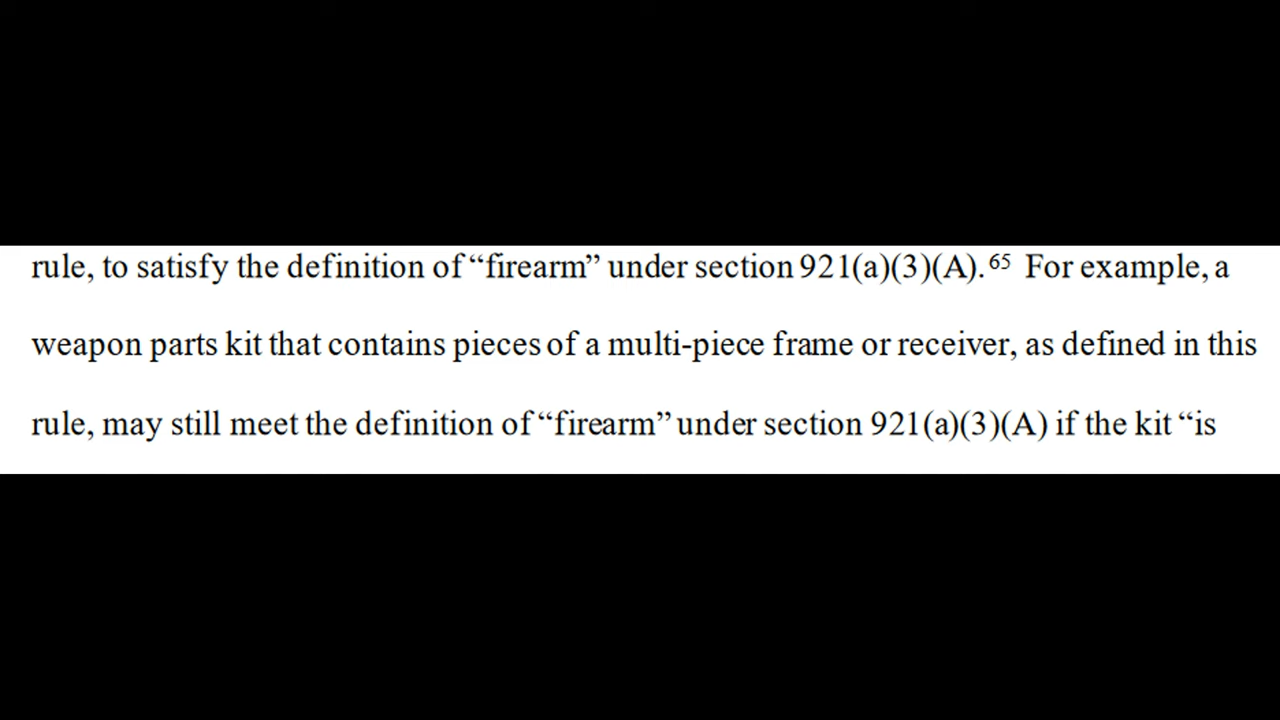 rule, to satisfy the definition of “firearm” under section 921(a)(3)(A).⁶⁵ For example, a
weapon parts kit that contains pieces of a multi-piece frame or receiver, as defined in this
rule, may still meet the definition of “firearm” under section 921(a)(3)(A) if the kit “is